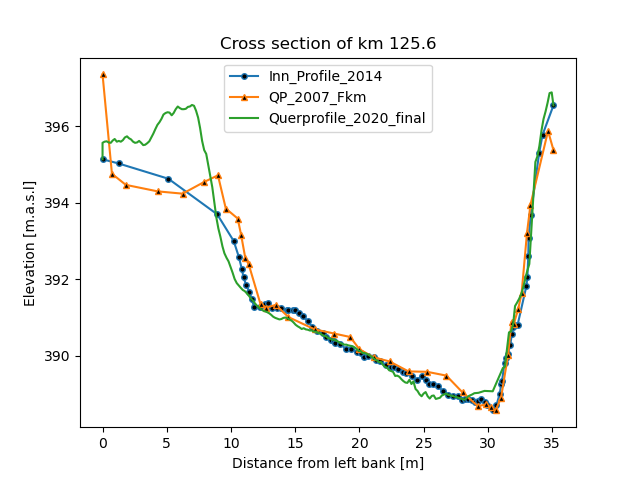 Cross section of km 125.6
Inn_Profile_2014
QP_2007_Fkm
Querprofile_2020_final
Elevation [m.a.s.l]
396
394
392
390
0 5 10 15 20 25 30 35
Distance from left bank [m]